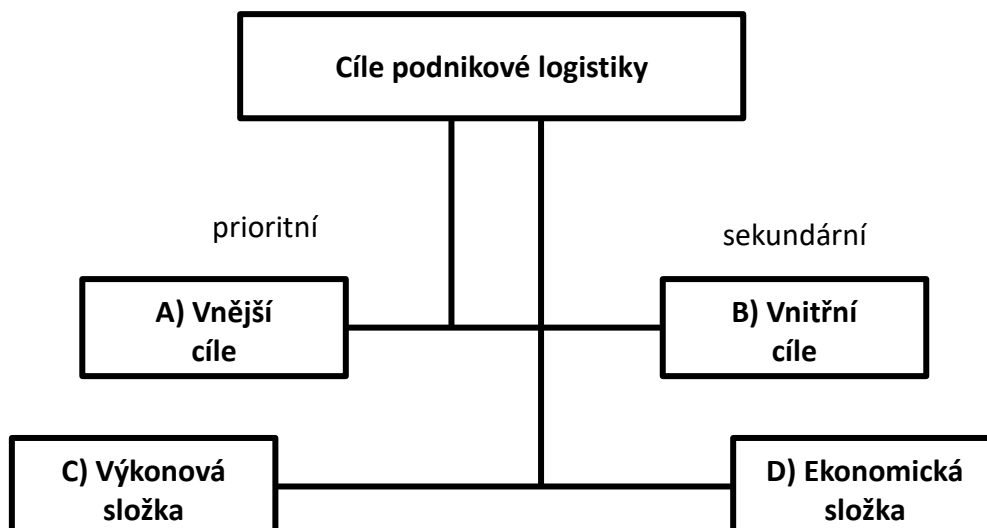 Cíle podnikové logistiky
prioritní
sekundární
A) Vnější
cíle
B) Vnitřní
cíle
C) Výkonová
složka
D) Ekonomická
složka